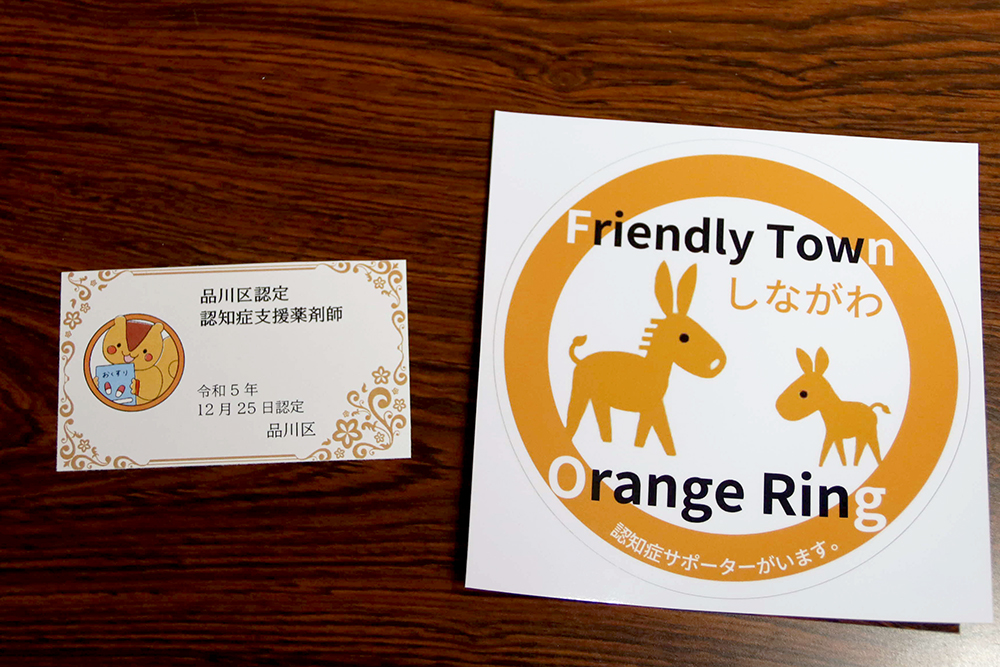 品川区認定
認知症支援薬剤師
おくすり
令和5年
12月25日認定
品川区
Friendly Town
しながわ
Orange Ring
認知症サポーターがいます。